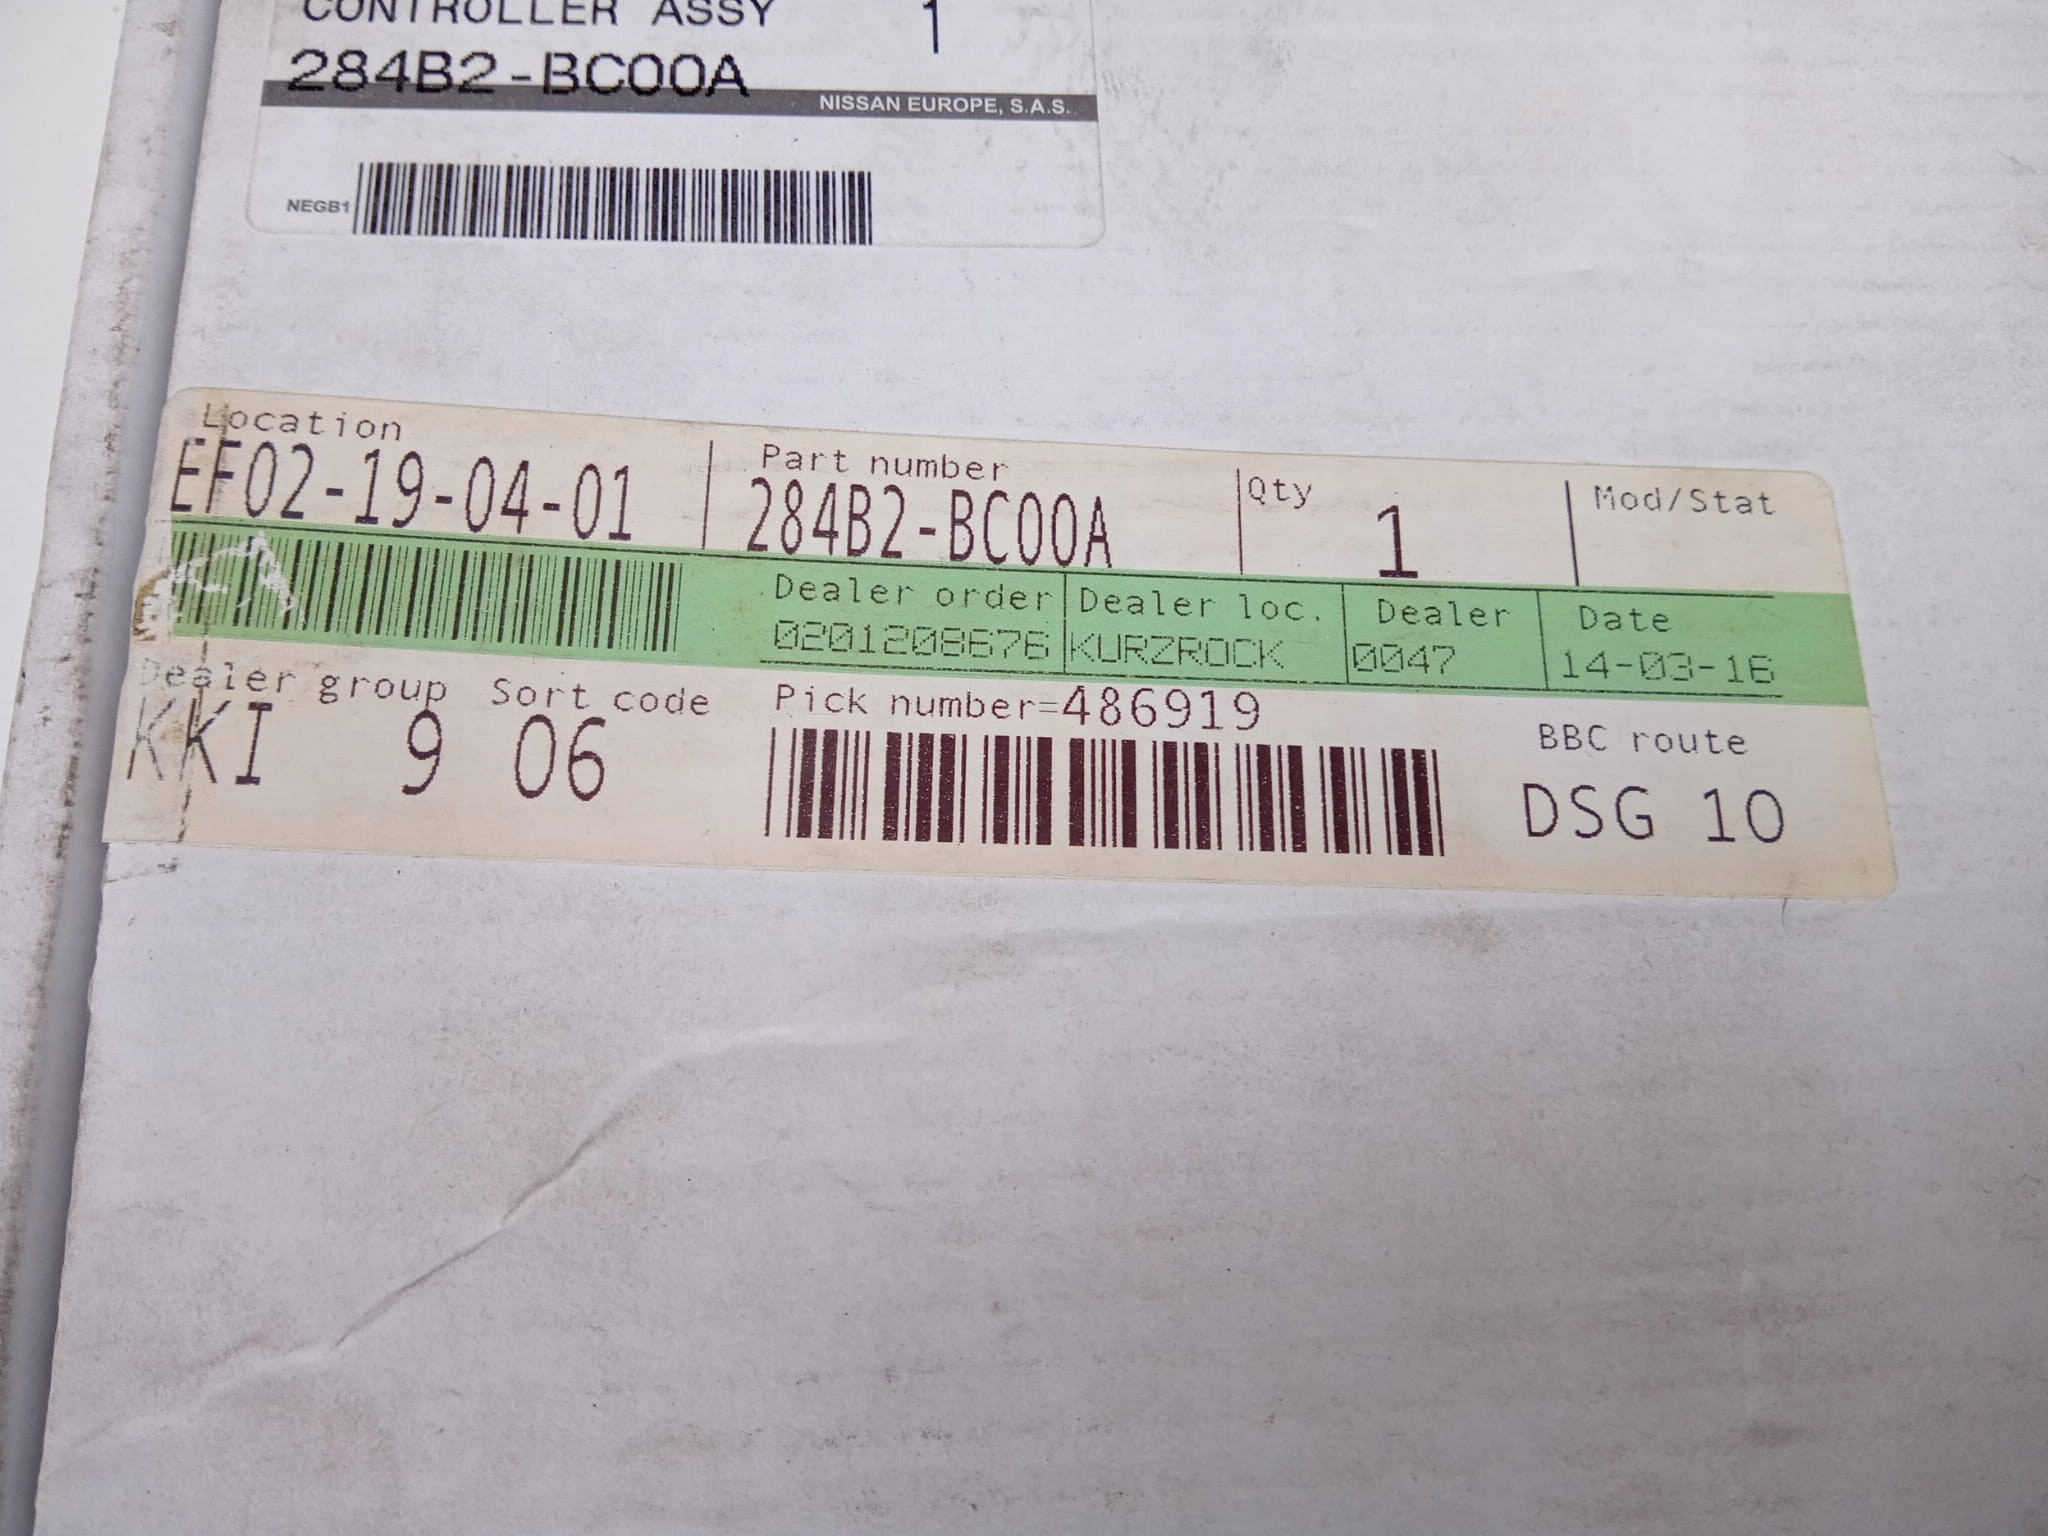 CONTROLLER ASSY 1
284B2-BC00A
NISSAN EUROPE, S.A.S.
NEGB1
Location Part number Qty Mod/Stat
EF02-19-04-01 284B2-BC00A 1
Dealer order Dealer loc. Dealer Date
0201208676 KURZROCK 0047 14-03-16
Dealer group Sort code Pick number=486919 BBC route
KKI 9 06 DSG 10